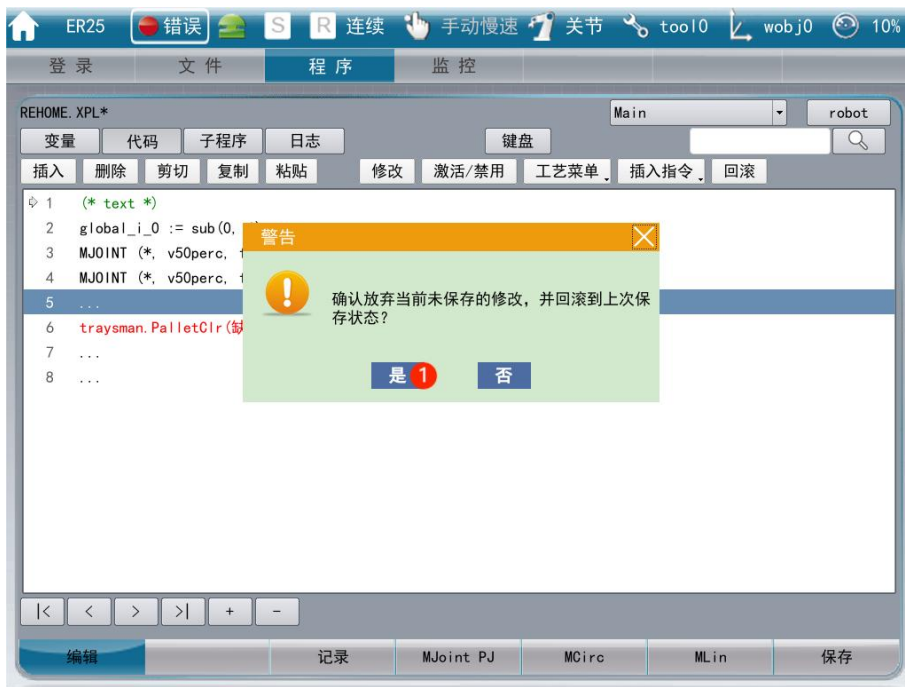 ER25 错误 S R 连续 手动慢速 关节 tool0 wobj0 10%
登录 文件 程序 监控
REHOME.XPL* Main robot
变量 代码 子程序 日志 键盘
插入 删除 剪切 复制 粘贴 修改 激活/禁用 工艺菜单 插入指令 回滚
1 (* text *)
2 global_i_0 := sub(0,
3 MJOINT (*, v50perc,
4 MJOINT (*, v50perc,
5 ...
6 traysman.PalletClr(缺
7 ...
8 ...
警告
确认放弃当前未保存的修改，并回滚到上次保
存状态？
是 1 否
|< < > >| + -
编辑 记录 MJoint PJ MCirc MLin 保存